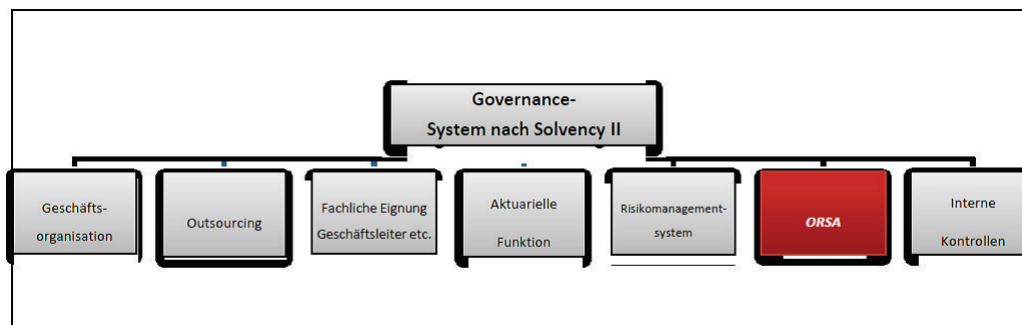 Governance-
System nach Solvency II
Geschäfts-
organisation
Outsourcing
Fachliche Eignung
Geschäftsleiter etc.
Aktuarielle
Funktion
Risikomanagement-
system
ORSA
Interne
Kontrollen